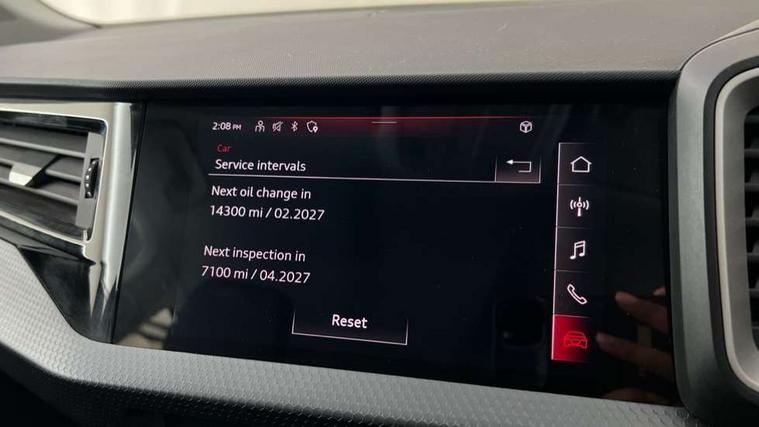 2:08 PM
Car
Service intervals
Next oil change in
14300 mi / 02.2027
Next inspection in
7100 mi / 04.2027
Reset